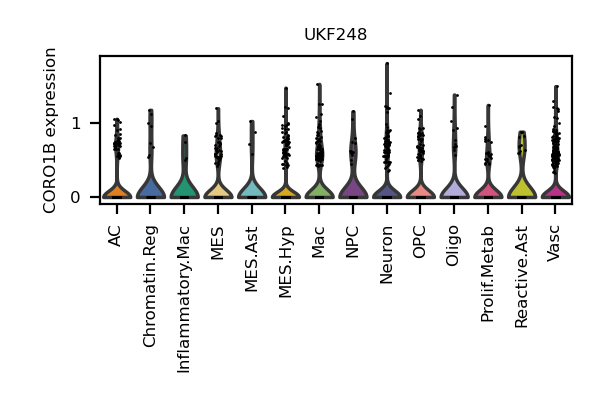 UKF248
CORO1B expression
1
0
AC
Chromatin.Reg
Inflammatory.Mac
MES
MES.Ast
MES.Hyp
Mac
NPC
Neuron
OPC
Oligo
Prolif.Metab
Reactive.Ast
Vasc